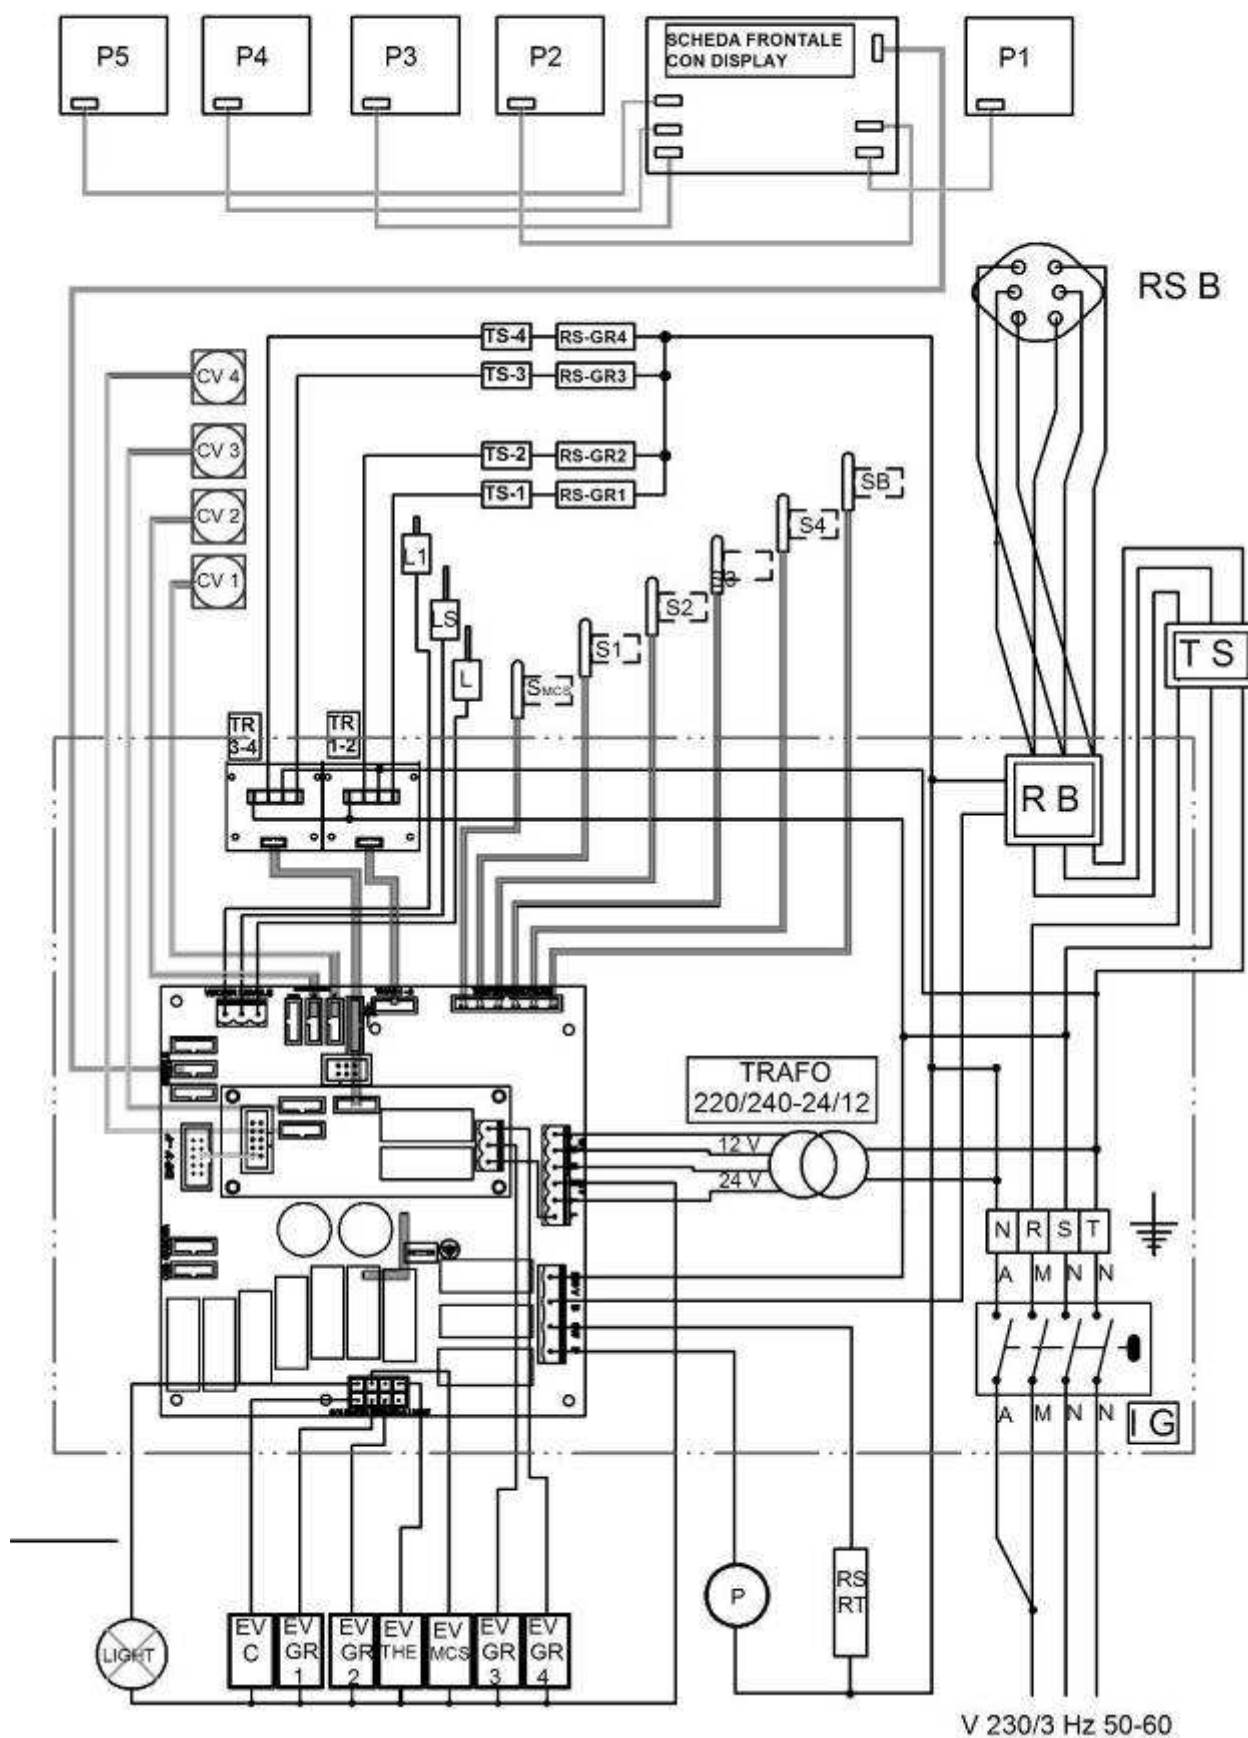 P5
P4
P3
P2
SCHEDA FRONTALE
CON DISPLAY
P1
RS B
TS-4
RS-GR4
TS-3
RS-GR3
TS-2
RS-GR2
TS-1
RS-GR1
CV 4
CV 3
CV 2
CV 1
L1
LS
L
SMCS
S1
S2
S3
S4
SB
T S
TR
3-4
TR
1-2
R B
TRAFO
220/240-24/12
12 V
24 V
N R S T
A M N N
A M N N
I G
P
RS
RT
LIGHT
EV
C
EV
GR
1
EV
GR
2
EV
THE
EV
MCS
EV
GR
3
EV
GR
4
V 230/3 Hz 50-60